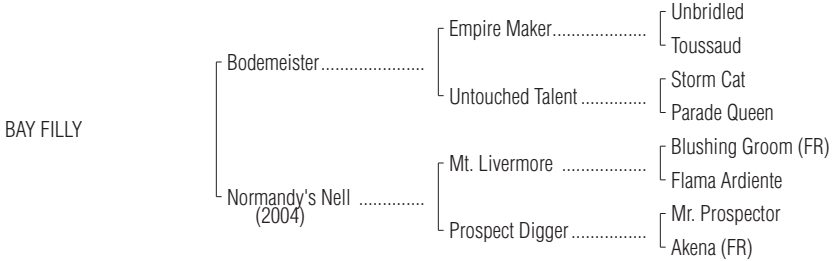 Unbridled
Empire Maker....................
Toussaud
Bodemeister......................
Storm Cat
Untouched Talent ..............
Parade Queen
BAY FILLY
Blushing Groom (FR)
Mt. Livermore ..................
Flama Ardiente
Normandy's Nell ..............
(2004)
Mr. Prospector
Prospect Digger................
Akena (FR)